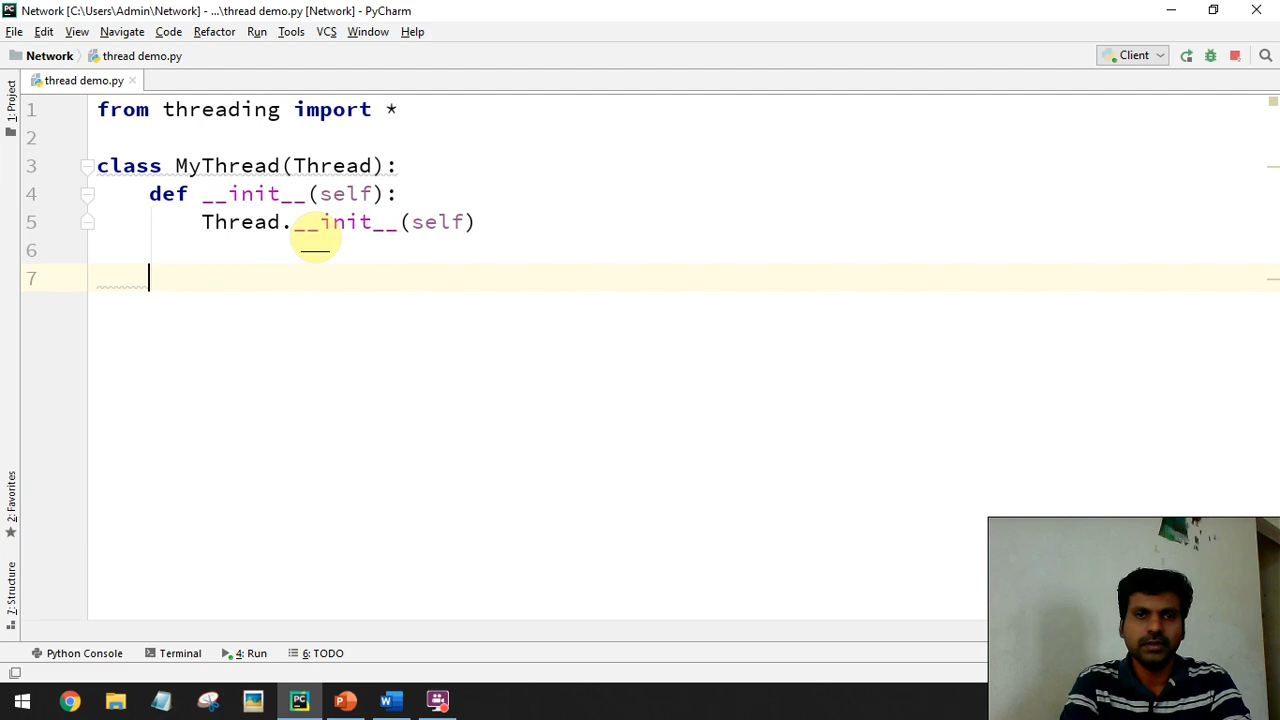 Network [C:\Users\Admin\Network] - ...\thread demo.py [Network] - PyCharm
File Edit View Navigate Code Refactor Run Tools VCS Window Help
Network thread demo.py Client
thread demo.py
1 from threading import *
2
3 class MyThread(Thread):
4 def __init__(self):
5 Thread.__init__(self)
6
7
1: Project
2: Favorites
7: Structure
Python Console Terminal 4: Run 6: TODO